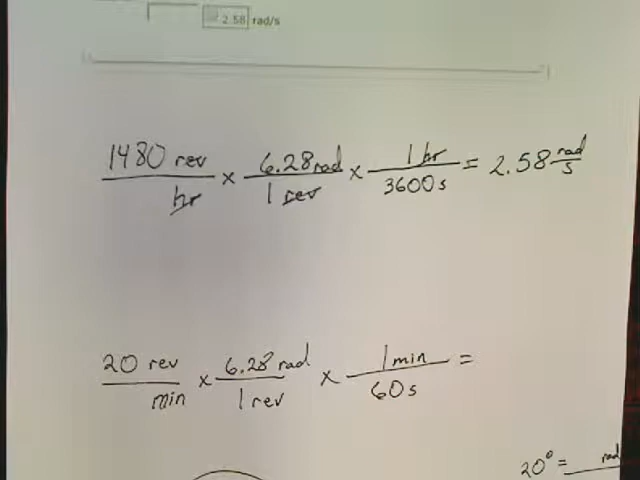 2.58 rad/s
1480 rev / hr × 6.28 rad / 1 rev × 1 hr / 3600 s = 2.58 rad/s
20 rev / min × 6.28 rad / 1 rev × 1 min / 60 s =
20° = __ rad